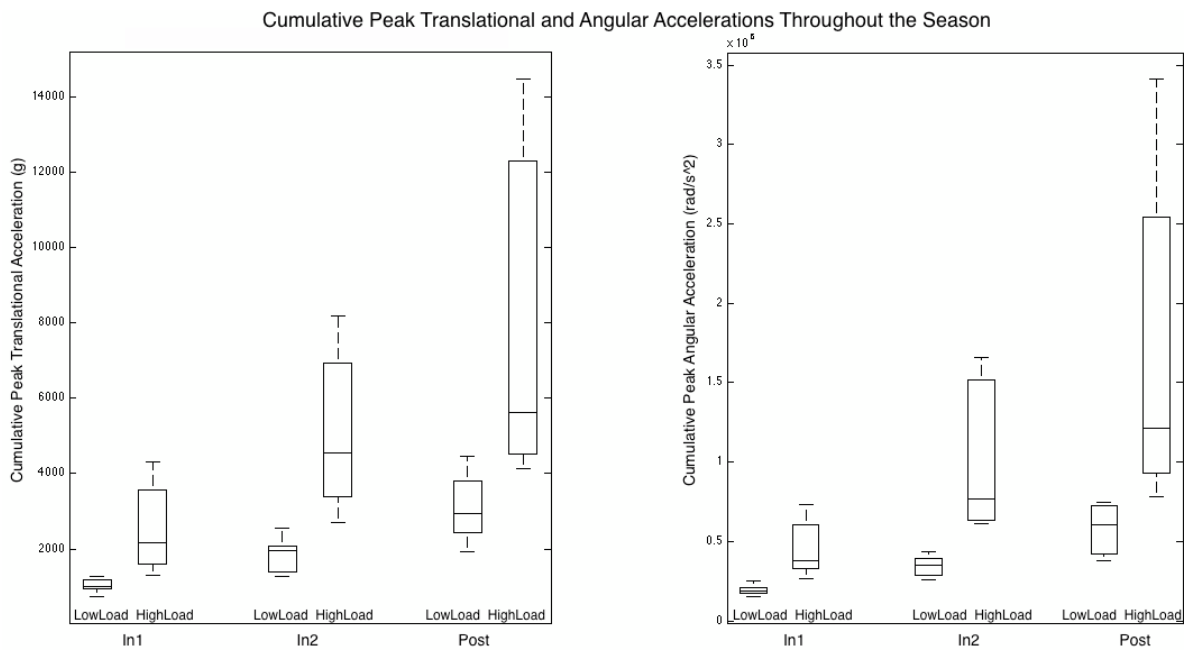 Cumulative Peak Translational and Angular Accelerations Throughout the Season
Cumulative Peak Translational Acceleration (g)
14000
12000
10000
8000
6000
4000
2000
LowLoad HighLoad LowLoad HighLoad LowLoad HighLoad
In1 In2 Post
Cumulative Peak Angular Acceleration (rad/s^2)
x 10^6
3.5
3
2.5
2
1.5
1
0.5
0
LowLoad HighLoad LowLoad HighLoad LowLoad HighLoad
In1 In2 Post